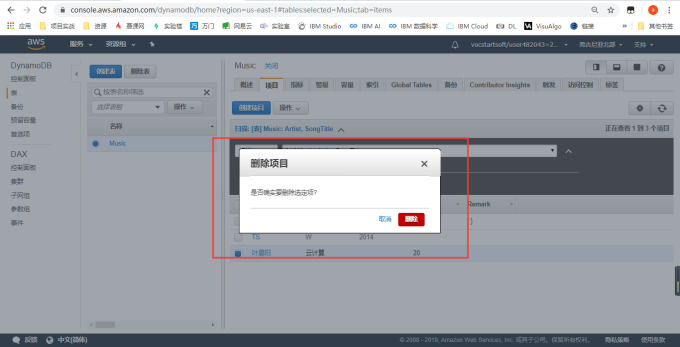 console.aws.amazon.com/dynamodb/home?region=us-east-1#tables:selected=Music;tab=items
应用 项目实战 资源 慕课网 实验楼 万门 网易云 实验室 IBM Studio IBM AI IBM 数据科学 IBM Cloud DL VisuAlgo 链接 » 其他书签
aws 服务 资源组 vocstartsoft/user482043=2... 弗吉尼亚北部 支持
DynamoDB
控制面板
表
备份
预留容量
首选项
DAX
控制面板
集群
子网组
参数组
事件
创建表 删除表
按表名称筛选
选择表组 操作
名称
Music
Music 关闭
概述 项目 指标 警报 容量 索引 Global Tables 备份 Contributor Insights 触发 访问控制 标签
创建项目 操作
扫描: [表] Music: Artist, SongTitle
正在查看 1 到 3 个项目
删除项目
是否确实要删除选定项?
取消 删除
Remark
TS W 2014
云计算 20
反馈 中文(简体) © 2008 - 2019, Amazon Web Services, Inc. 或其子公司。保留所有权利。 隐私策略 使用条款